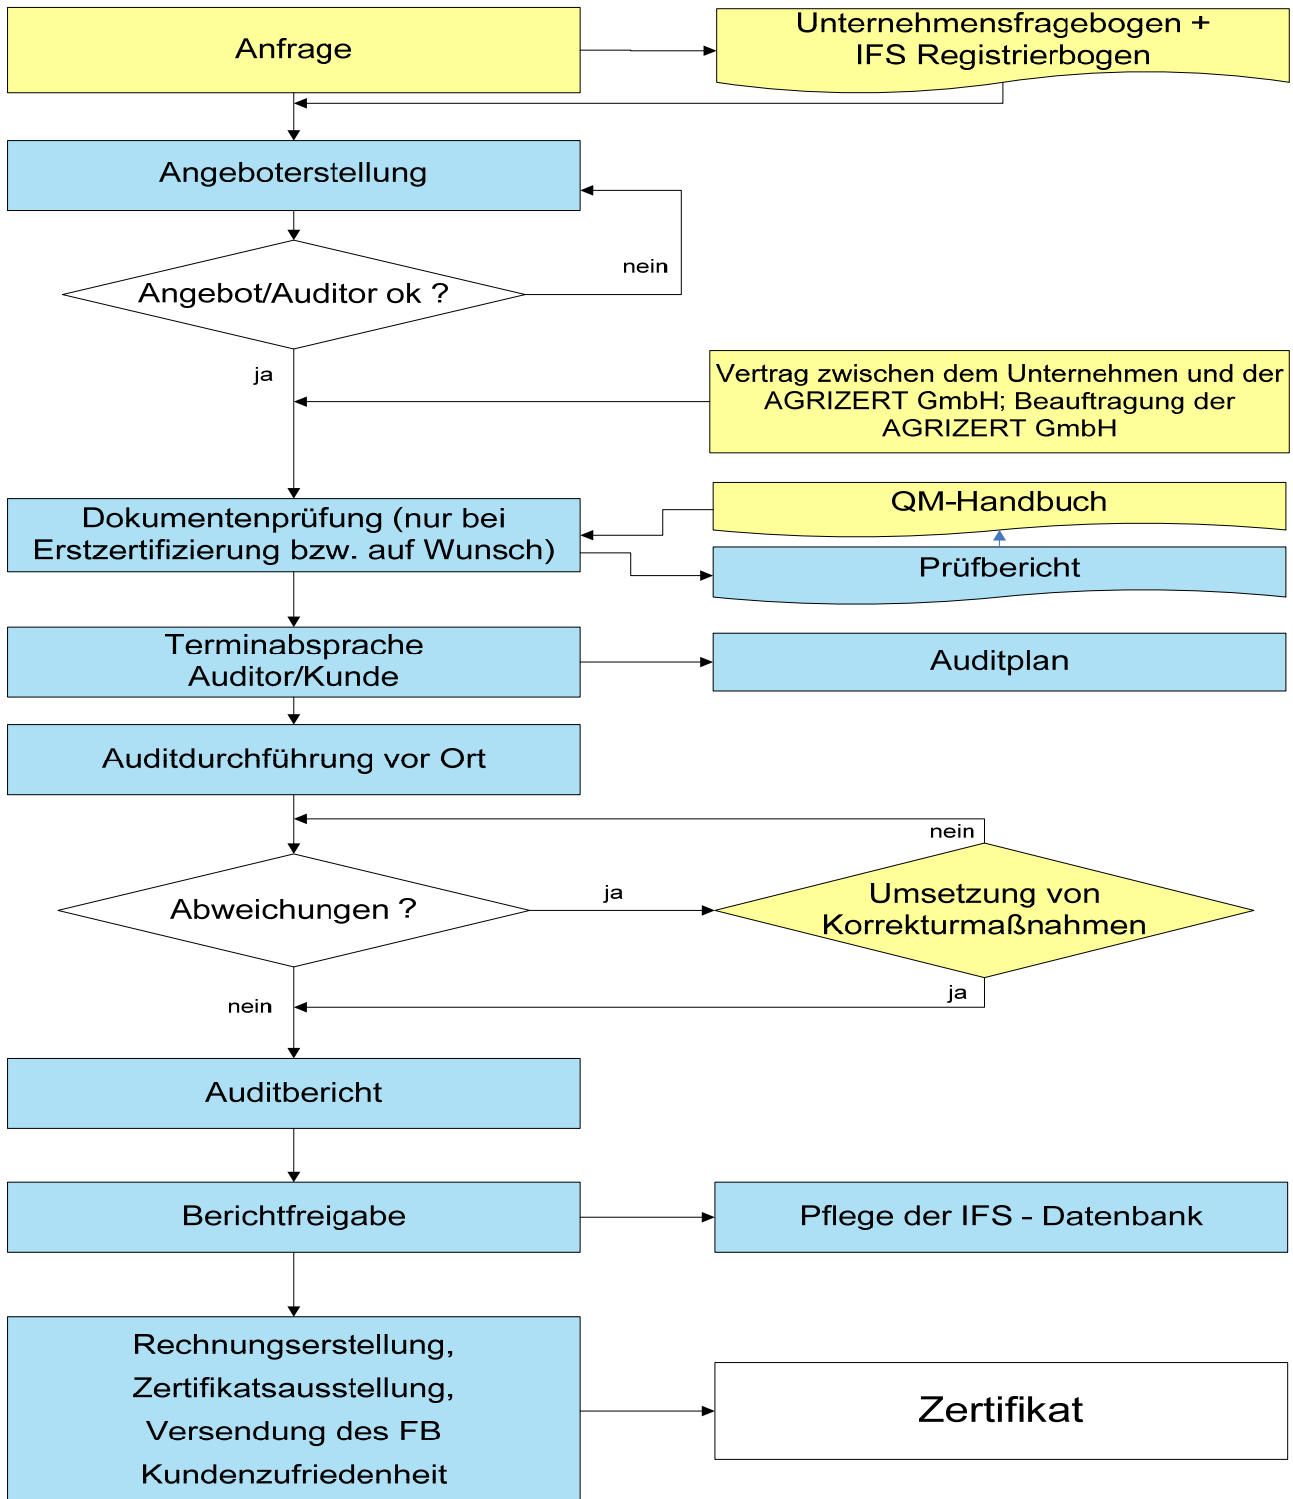 Anfrage
Unternehmensfragebogen +
IFS Registrierbogen
Angeboterstellung
nein
Angebot/Auditor ok ?
ja
Vertrag zwischen dem Unternehmen und der
AGRIZERT GmbH; Beauftragung der
AGRIZERT GmbH
Dokumentenprüfung (nur bei
Erstzertifizierung bzw. auf Wunsch)
QM-Handbuch
Prüfbericht
Terminabsprache
Auditor/Kunde
Auditplan
Auditdurchführung vor Ort
nein
Abweichungen ?
ja
Umsetzung von
Korrekturmaßnahmen
ja
nein
Auditbericht
Berichtfreigabe
Pflege der IFS - Datenbank
Rechnungserstellung,
Zertifikatsausstellung,
Versendung des FB
Kundenzufriedenheit
Zertifikat